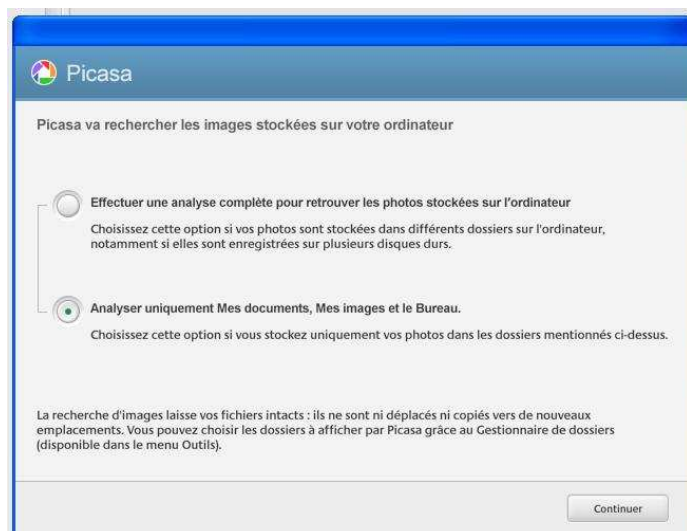 Picasa
Picasa va rechercher les images stockées sur votre ordinateur
Effectuer une analyse complète pour retrouver les photos stockées sur l'ordinateur
Choisissez cette option si vos photos sont stockées dans différents dossiers sur l'ordinateur,
notamment si elles sont enregistrées sur plusieurs disques durs.
Analyser uniquement Mes documents, Mes images et le Bureau.
Choisissez cette option si vous stockez uniquement vos photos dans les dossiers mentionnés ci-dessus.
La recherche d'images laisse vos fichiers intacts : ils ne sont ni déplacés ni copiés vers de nouveaux
emplacements. Vous pouvez choisir les dossiers à afficher par Picasa grâce au Gestionnaire de dossiers
(disponible dans le menu Outils).
Continuer